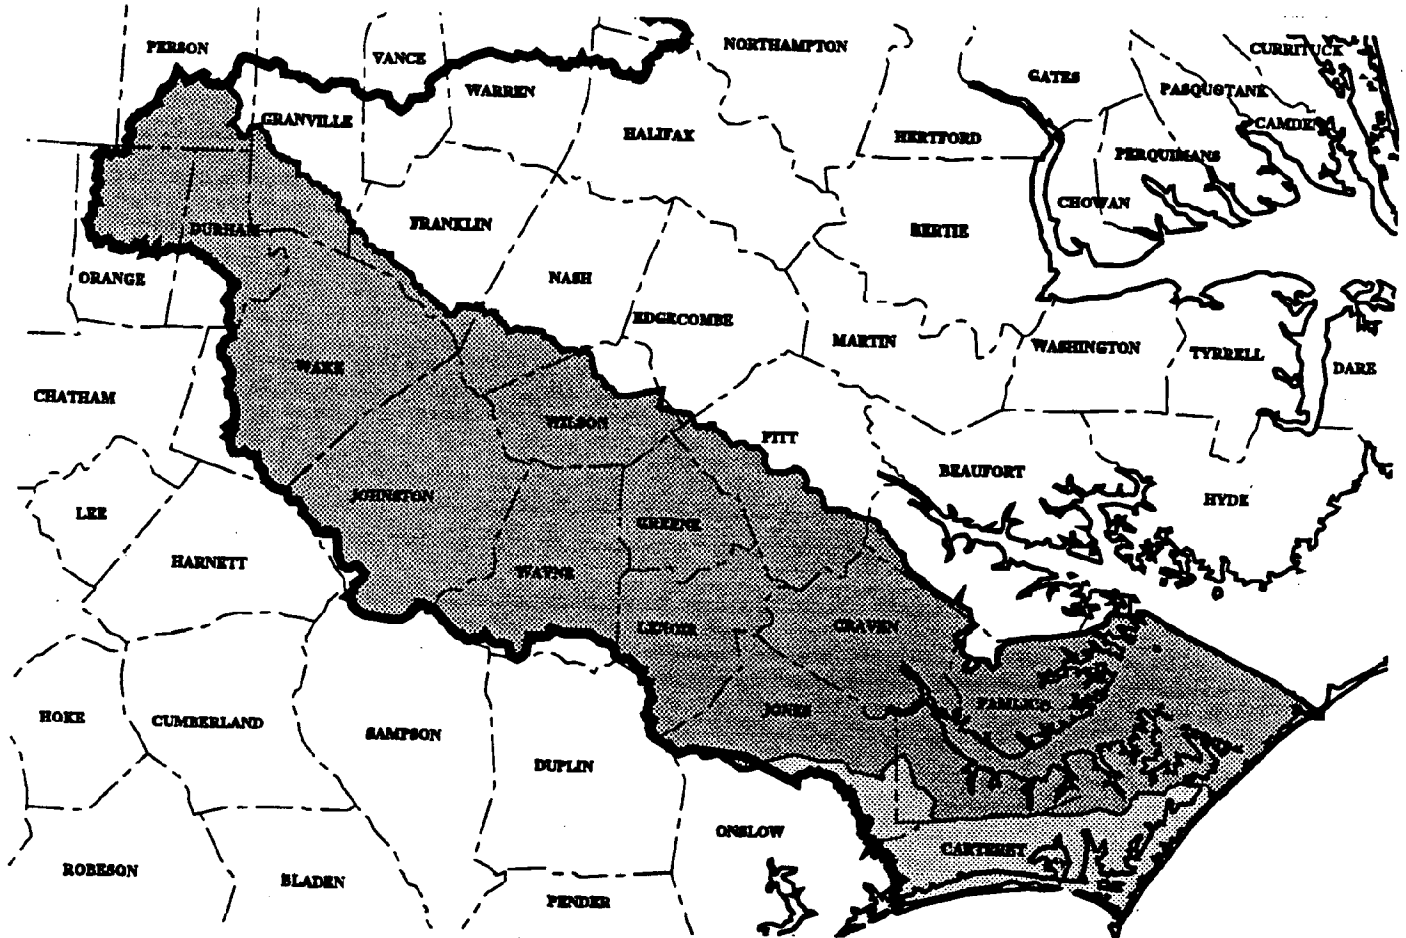 PERSON
VANCE
NORTHAMPTON
CURRITUCK
GATES
WARREN
PASQUOTANK
GRANVILLE
CAMDEN
HALIFAX
HERTFORD
PERQUIMANS
CHOWAN
FRANKLIN
DURHAM
BERTIE
ORANGE
NASH
EDGECOMBE
MARTIN
WASHINGTON
TYRRELL
DARE
WAKE
CHATHAM
WILSON
PITT
BEAUFORT
JOHNSTON
HYDE
LEE
GREENE
HARNETT
WAYNE
LENOIR
CRAVEN
PAMLICO
JONES
HOKE
CUMBERLAND
SAMPSON
DUPLIN
ONSLOW
CARTERET
ROBESON
BLADEN
PENDER